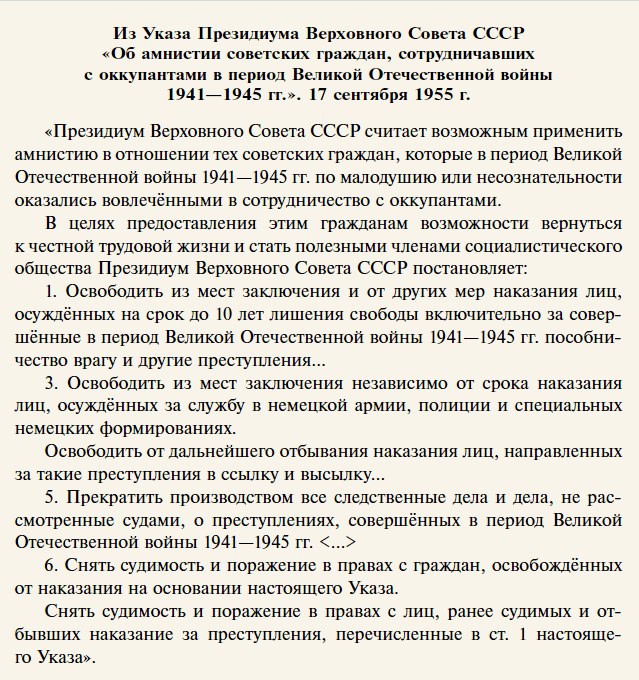 Из Указа Президиума Верховного Совета СССР
«Об амнистии советских граждан, сотрудничавших
с оккупантами в период Великой Отечественной войны
1941—1945 гг.». 17 сентября 1955 г.
«Президиум Верховного Совета СССР считает возможным применить
амнистию в отношении тех советских граждан, которые в период Великой
Отечественной войны 1941—1945 гг. по малодушию или несознательности
оказались вовлечёнными в сотрудничество с оккупантами.
В целях предоставления этим гражданам возможности вернуться
к честной трудовой жизни и стать полезными членами социалистического
общества Президиум Верховного Совета СССР постановляет:
1. Освободить из мест заключения и от других мер наказания лиц,
осуждённых на срок до 10 лет лишения свободы включительно за совер-
шённые в период Великой Отечественной войны 1941—1945 гг. пособни-
чество врагу и другие преступления...
3. Освободить из мест заключения независимо от срока наказания
лиц, осуждённых за службу в немецкой армии, полиции и специальных
немецких формированиях.
Освободить от дальнейшего отбывания наказания лиц, направленных
за такие преступления в ссылку и высылку...
5. Прекратить производством все следственные дела и дела, не рас-
смотренные судами, о преступлениях, совершённых в период Великой
Отечественной войны 1941—1945 гг. <...>
6. Снять судимость и поражение в правах с граждан, освобождённых
от наказания на основании настоящего Указа.
Снять судимость и поражение в правах с лиц, ранее судимых и от-
бывших наказание за преступления, перечисленные в ст. 1 настояще-
го Указа».